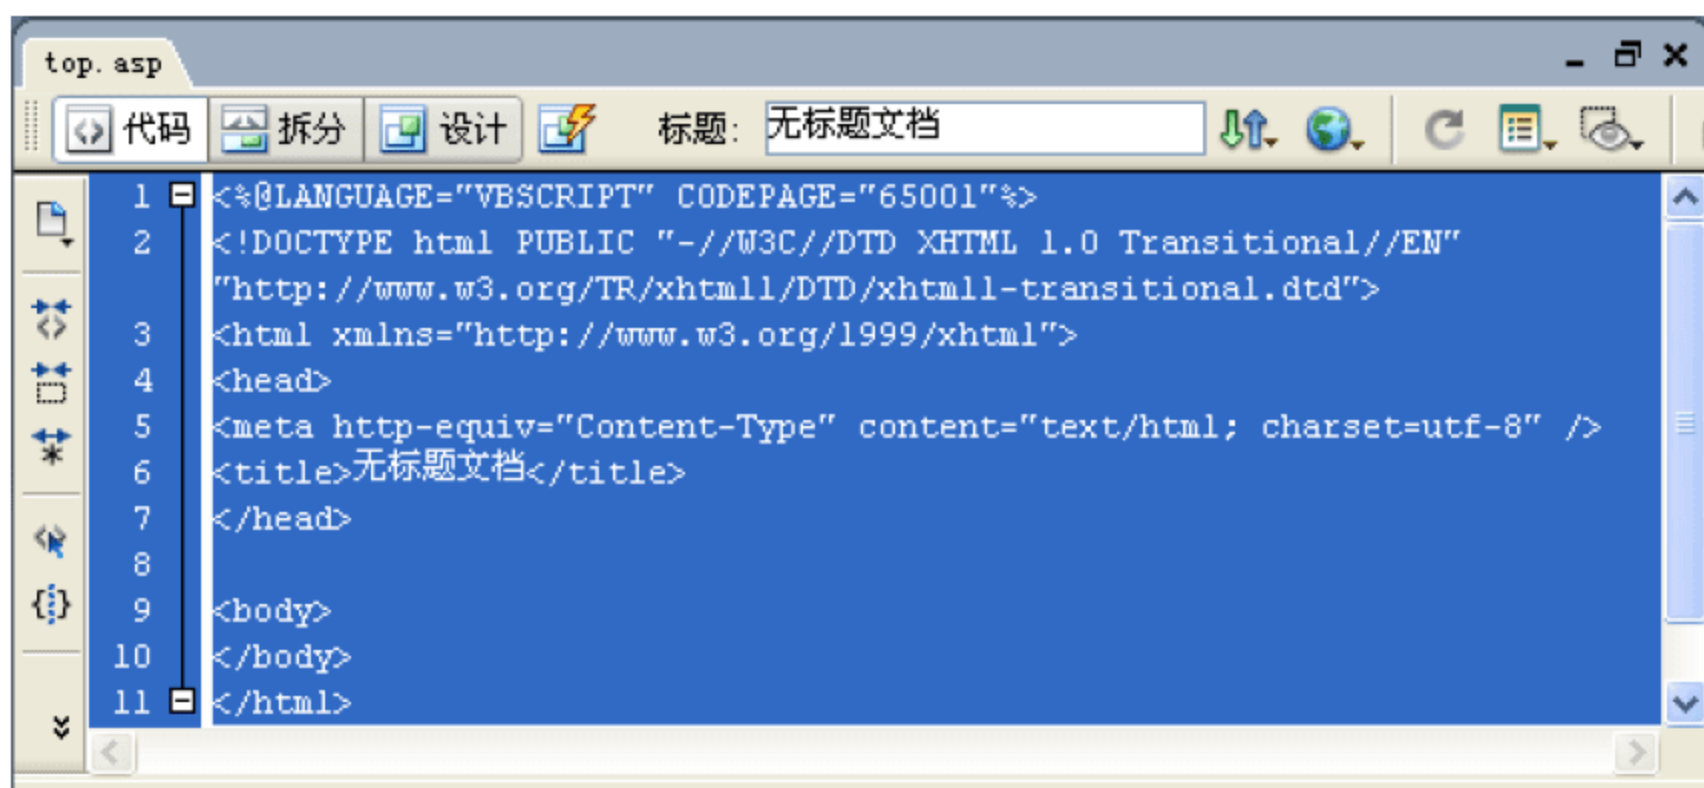 top.asp
代码 拆分 设计 标题: 无标题文档
1 <%@LANGUAGE="VBSCRIPT" CODEPAGE="65001"%>
2 <!DOCTYPE html PUBLIC "-//W3C//DTD XHTML 1.0 Transitional//EN"
"http://www.w3.org/TR/xhtml1/DTD/xhtml1-transitional.dtd">
3 <html xmlns="http://www.w3.org/1999/xhtml">
4 <head>
5 <meta http-equiv="Content-Type" content="text/html; charset=utf-8" />
6 <title>无标题文档</title>
7 </head>
8
9 <body>
10 </body>
11 </html>